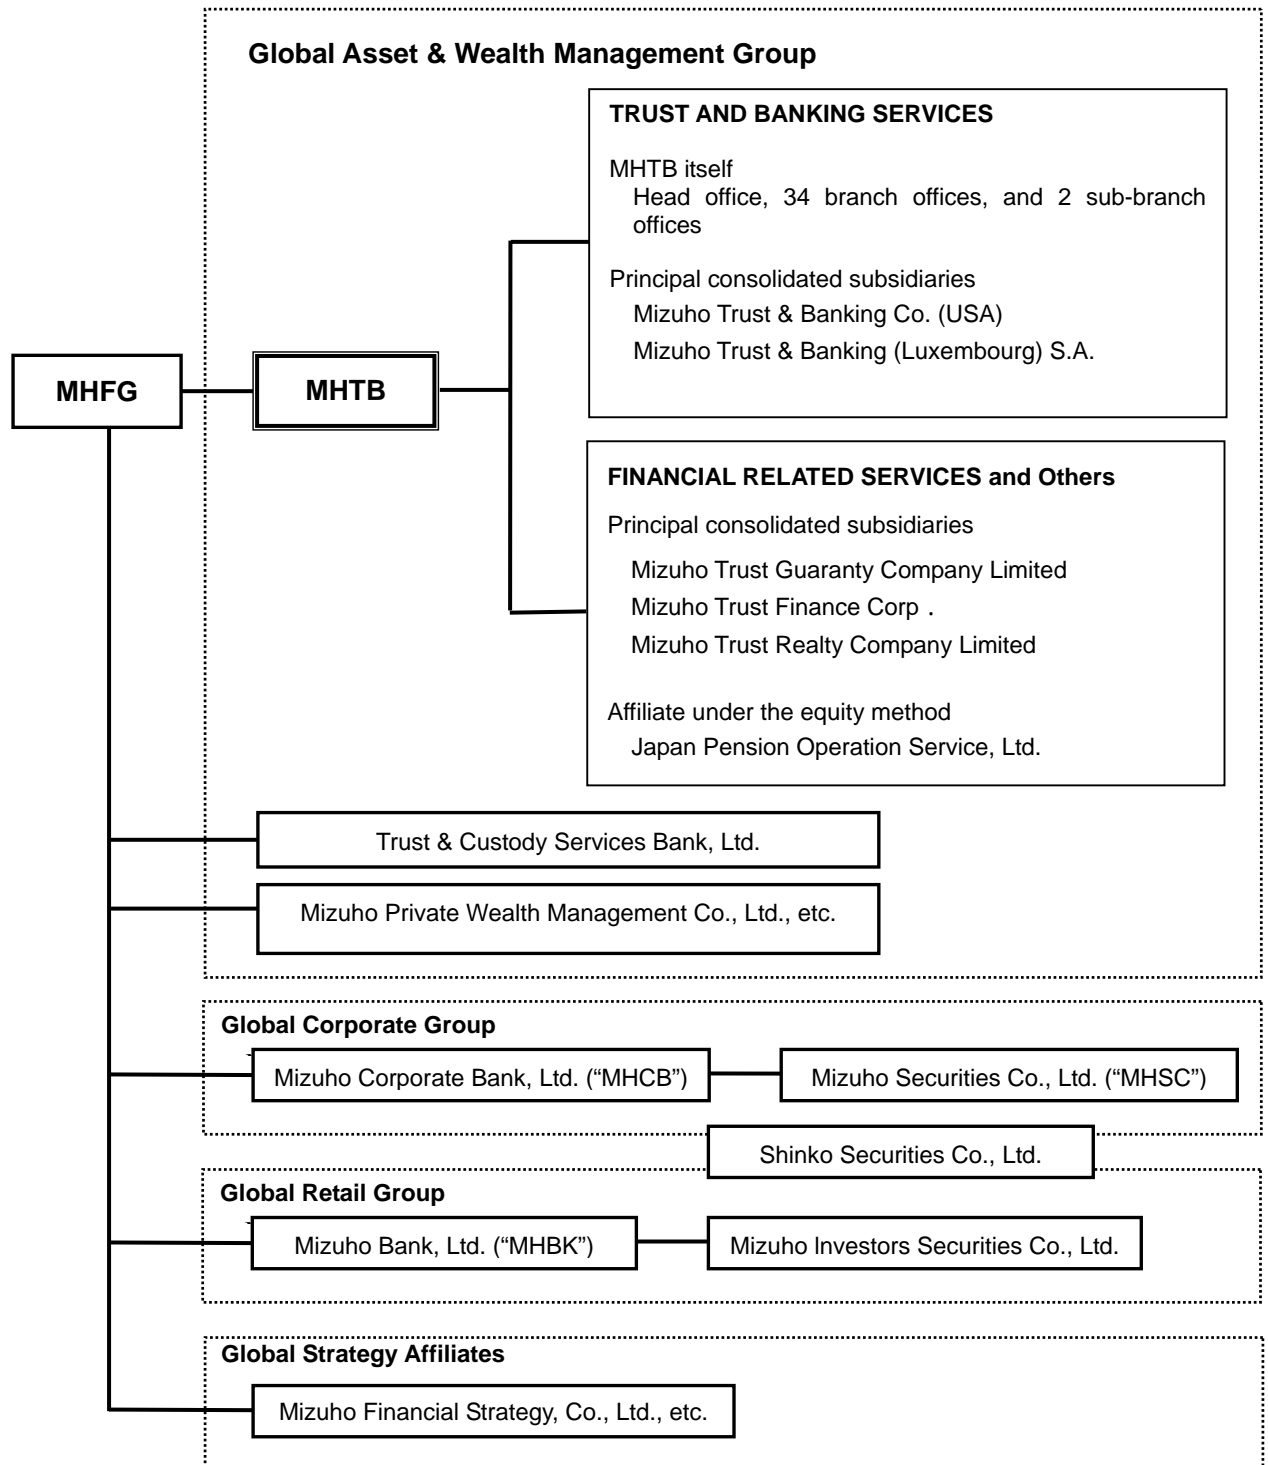 Global Asset & Wealth Management Group
TRUST AND BANKING SERVICES
MHTB itself
Head office, 34 branch offices, and 2 sub-branch
offices
Principal consolidated subsidiaries
Mizuho Trust & Banking Co. (USA)
Mizuho Trust & Banking (Luxembourg) S.A.
MHFG
MHTB
FINANCIAL RELATED SERVICES and Others
Principal consolidated subsidiaries
Mizuho Trust Guaranty Company Limited
Mizuho Trust Finance Corp .
Mizuho Trust Realty Company Limited
Affiliate under the equity method
Japan Pension Operation Service, Ltd.
Trust & Custody Services Bank, Ltd.
Mizuho Private Wealth Management Co., Ltd., etc.
Global Corporate Group
Mizuho Corporate Bank, Ltd. (“MHCB”)
Mizuho Securities Co., Ltd. (“MHSC”)
Shinko Securities Co., Ltd.
Global Retail Group
Mizuho Bank, Ltd. (“MHBK”)
Mizuho Investors Securities Co., Ltd.
Global Strategy Affiliates
Mizuho Financial Strategy, Co., Ltd., etc.